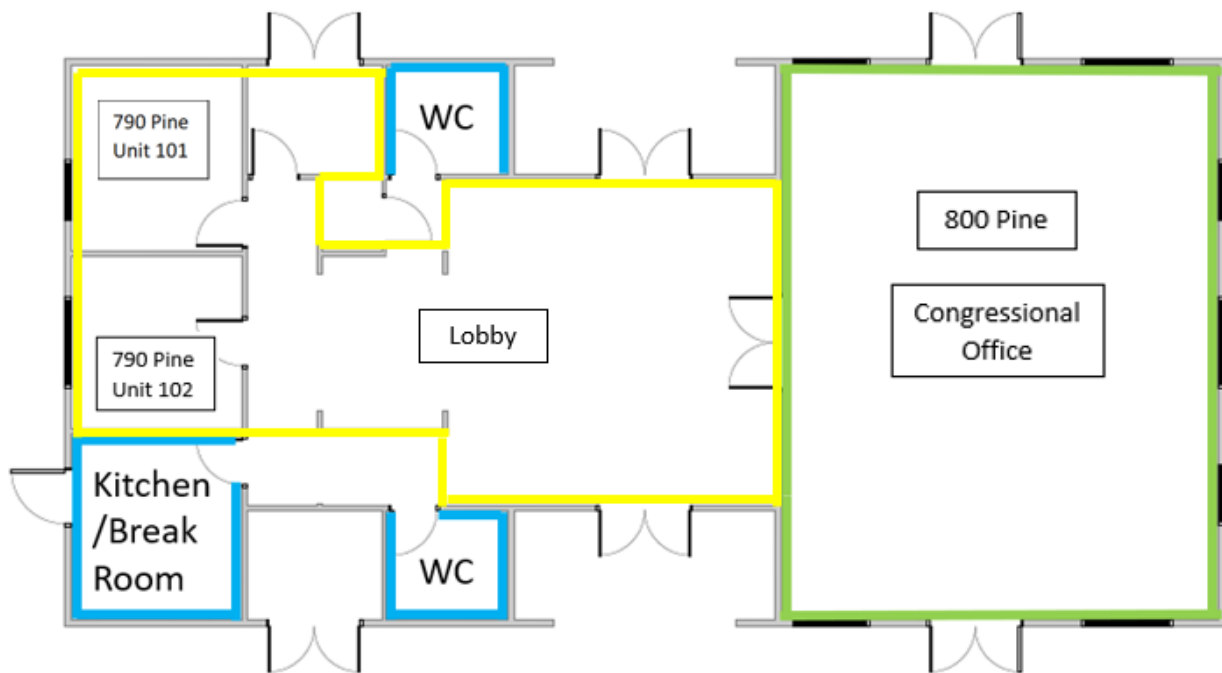 790 Pine
Unit 101
WC
800 Pine
Congressional
Office
Lobby
790 Pine
Unit 102
Kitchen
/Break
Room
WC